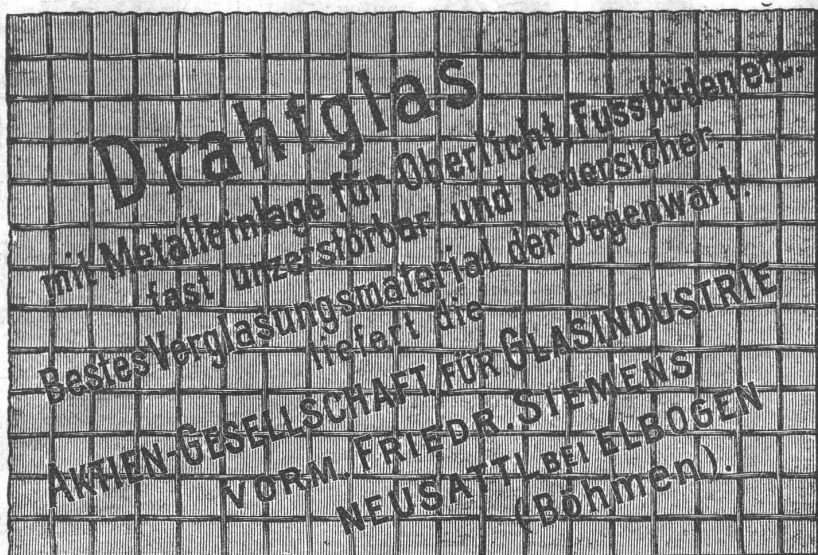 Drahtglas
mit Metalleinlage für Oberlicht, Fussböden etc.
fast unzerstörbar und feuersicher.
Bestes Verglasungsmaterial der Gegenwart.
liefert die
AKTIEN-GESELLSCHAFT FÜR GLASINDUSTRIE
VORM. FRIEDR. SIEMENS
NEUSATTL BEI ELBOGEN
(Böhmen).